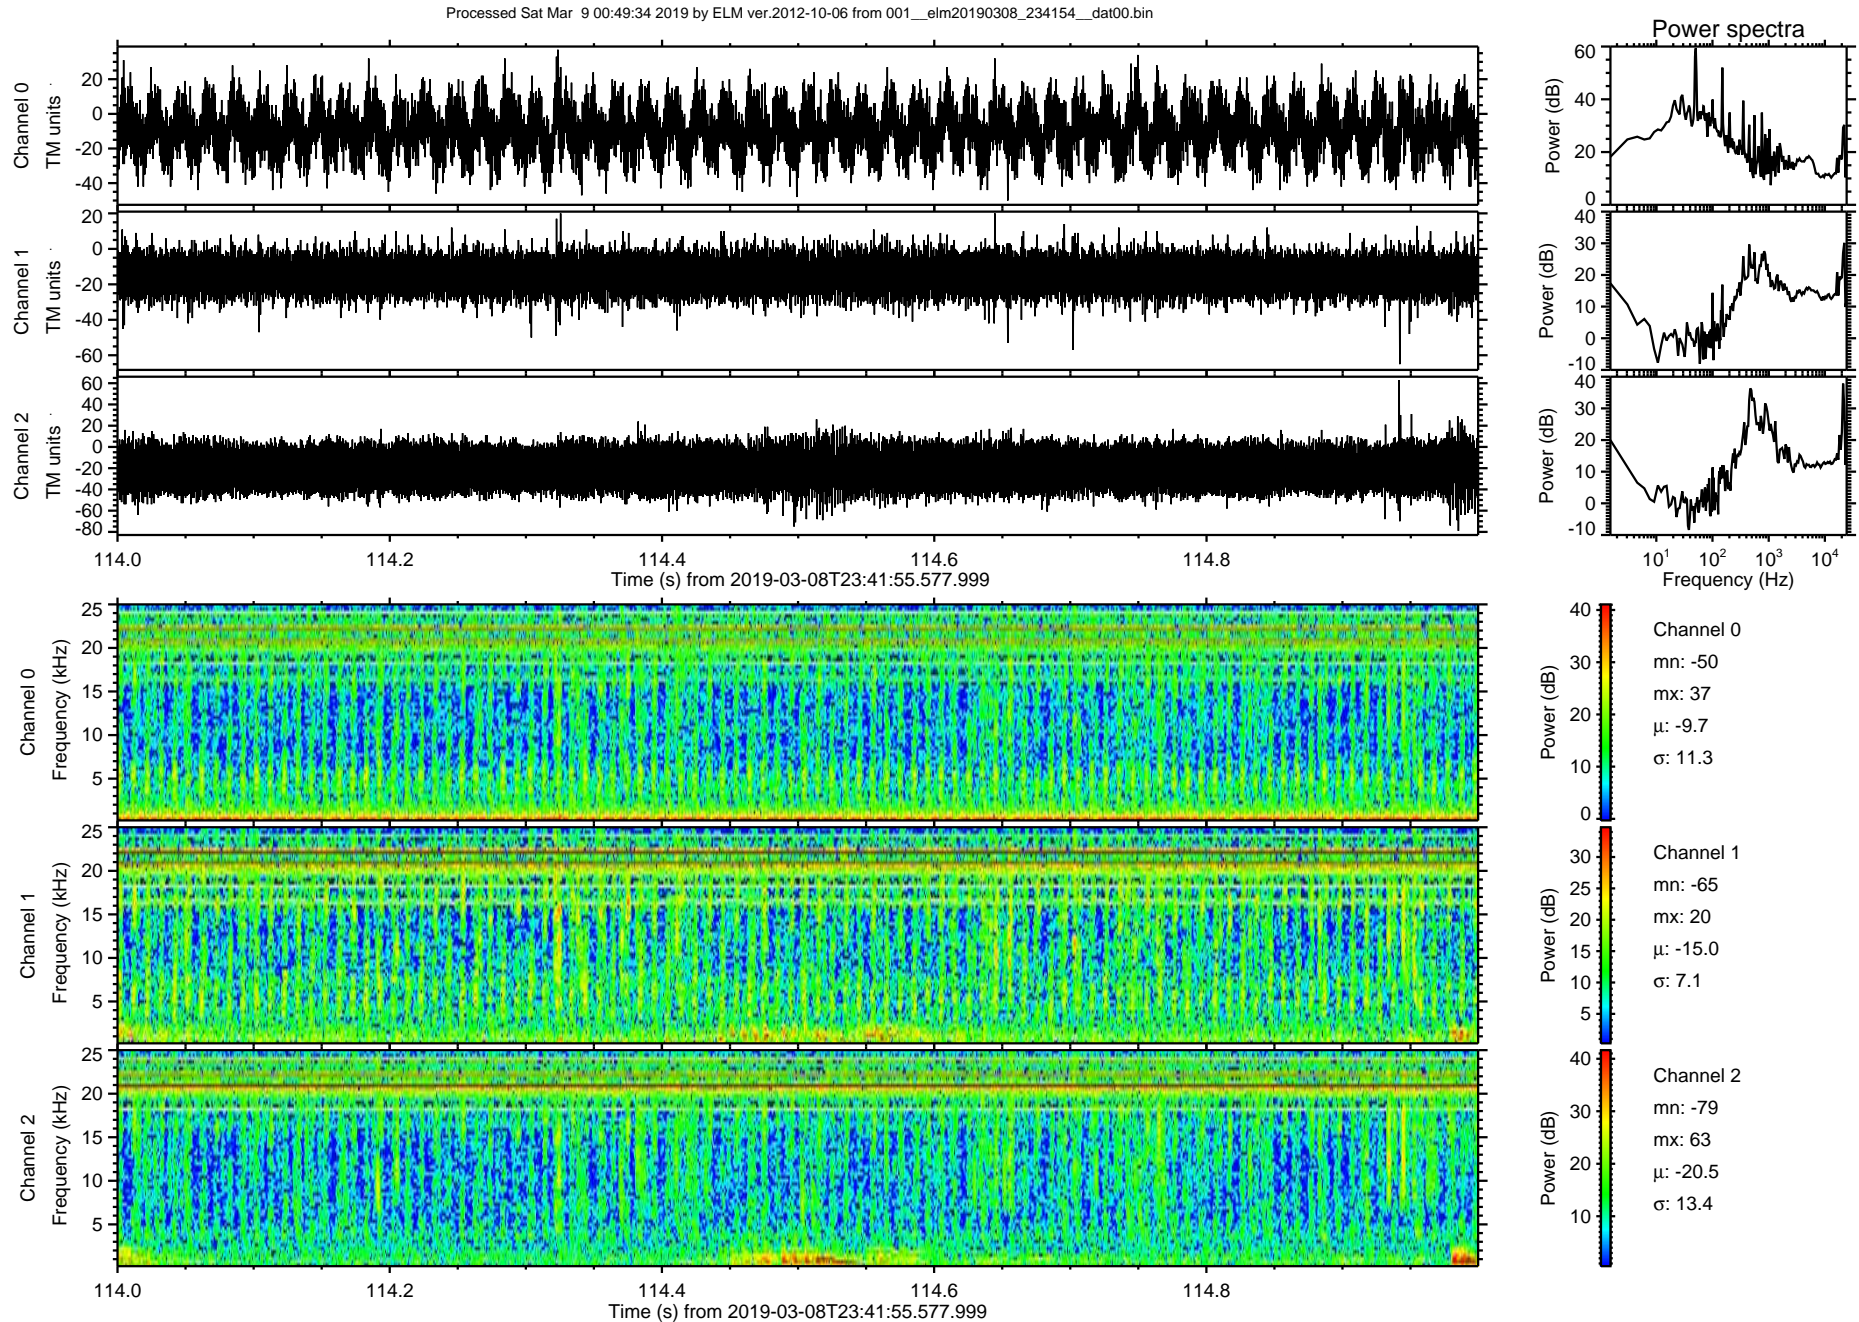 Processed Sat Mar  9 00:49:34 2019 by ELM ver.2012-10-06 from 001__elm20190308_234154__dat00.bin
Power spectra
Channel 0
TM units
20
0
-20
-40
Power (dB)
60
40
20
0
Channel 1
TM units
20
0
-20
-40
-60
Power (dB)
40
30
20
10
0
-10
Channel 2
TM units
60
40
20
0
-20
-40
-60
-80
Power (dB)
40
30
20
10
0
-10
114.0 114.2 114.4 114.6 114.8
Time (s) from 2019-03-08T23:41:55.577.999
10^1 10^2 10^3 10^4
Frequency (Hz)
Channel 0
Frequency (kHz)
25
20
15
10
5
Power (dB)
40
30
20
10
0
Channel 0
mn: -50
mx: 37
μ: -9.7
σ: 11.3
Channel 1
Frequency (kHz)
25
20
15
10
5
Power (dB)
30
25
20
15
10
5
Channel 1
mn: -65
mx: 20
μ: -15.0
σ: 7.1
Channel 2
Frequency (kHz)
25
20
15
10
5
Power (dB)
40
30
20
10
Channel 2
mn: -79
mx: 63
μ: -20.5
σ: 13.4
114.0 114.2 114.4 114.6 114.8
Time (s) from 2019-03-08T23:41:55.577.999